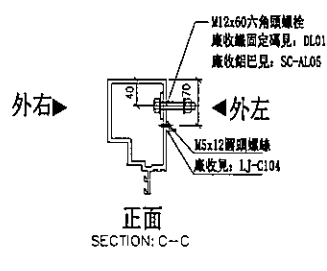 M12x60六角頭螺栓
廠收鐵固定碼見: DL01
廠收鋁巴見: SC-AL05
40
70
外右
外左
M5x12圓頭螺絲
廠收見: LJ-C104
正面
SECTION: C-C